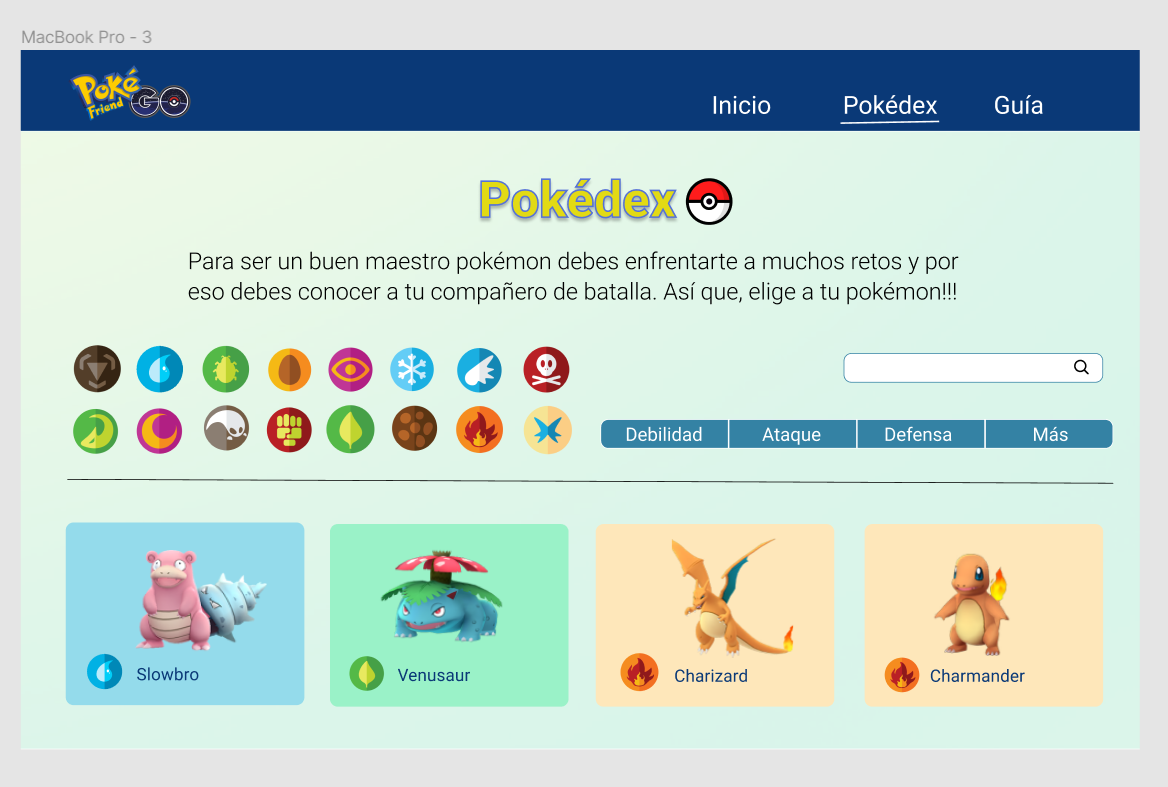 MacBook Pro - 3
Poké
Friend
GO
Inicio
Pokédex
Guía
Pokédex
Para ser un buen maestro pokémon debes enfrentarte a muchos retos y por
eso debes conocer a tu compañero de batalla. Así que, elige a tu pokémon!!!
Debilidad
Ataque
Defensa
Más
Slowbro
Venusaur
Charizard
Charmander